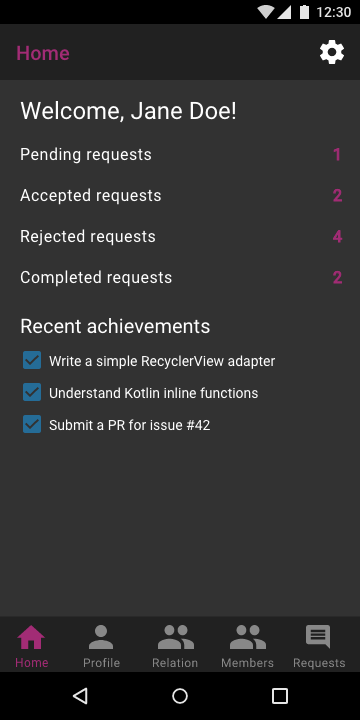 12:30
Home
Welcome, Jane Doe!
Pending requests 1
Accepted requests 2
Rejected requests 4
Completed requests 2
Recent achievements
Write a simple RecyclerView adapter
Understand Kotlin inline functions
Submit a PR for issue #42
Home Profile Relation Members Requests